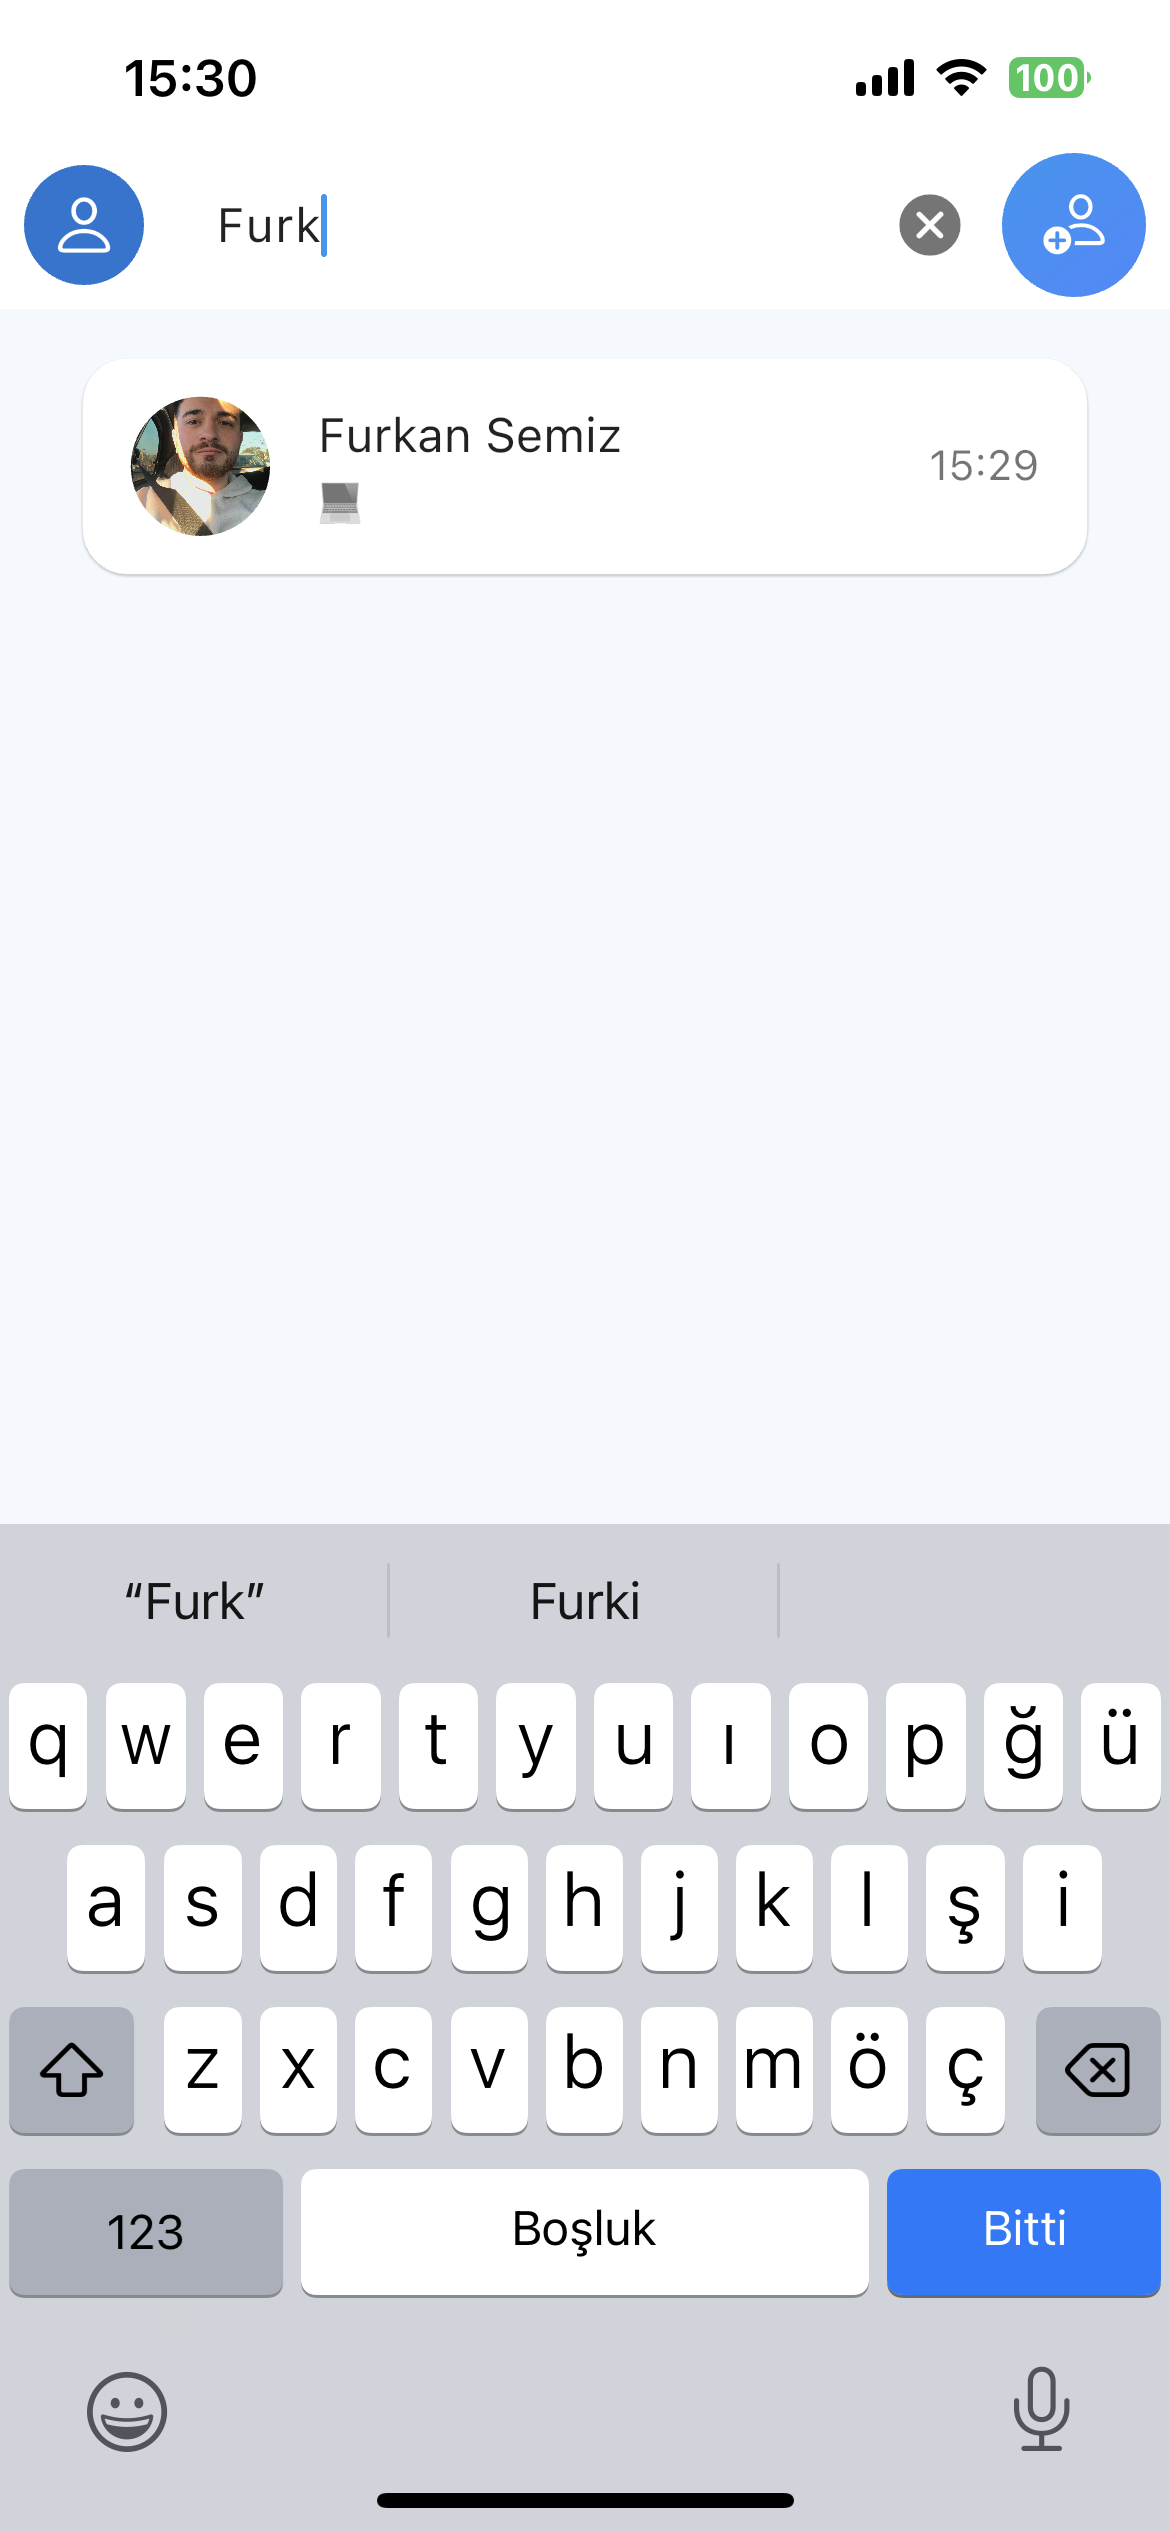 15:30
100
Furk
Furkan Semiz
💻
15:29
“Furk”
Furki
q w e r t y u ı o p ğ ü
a s d f g h j k l ş i
z x c v b n m ö ç
123
Boşluk
Bitti